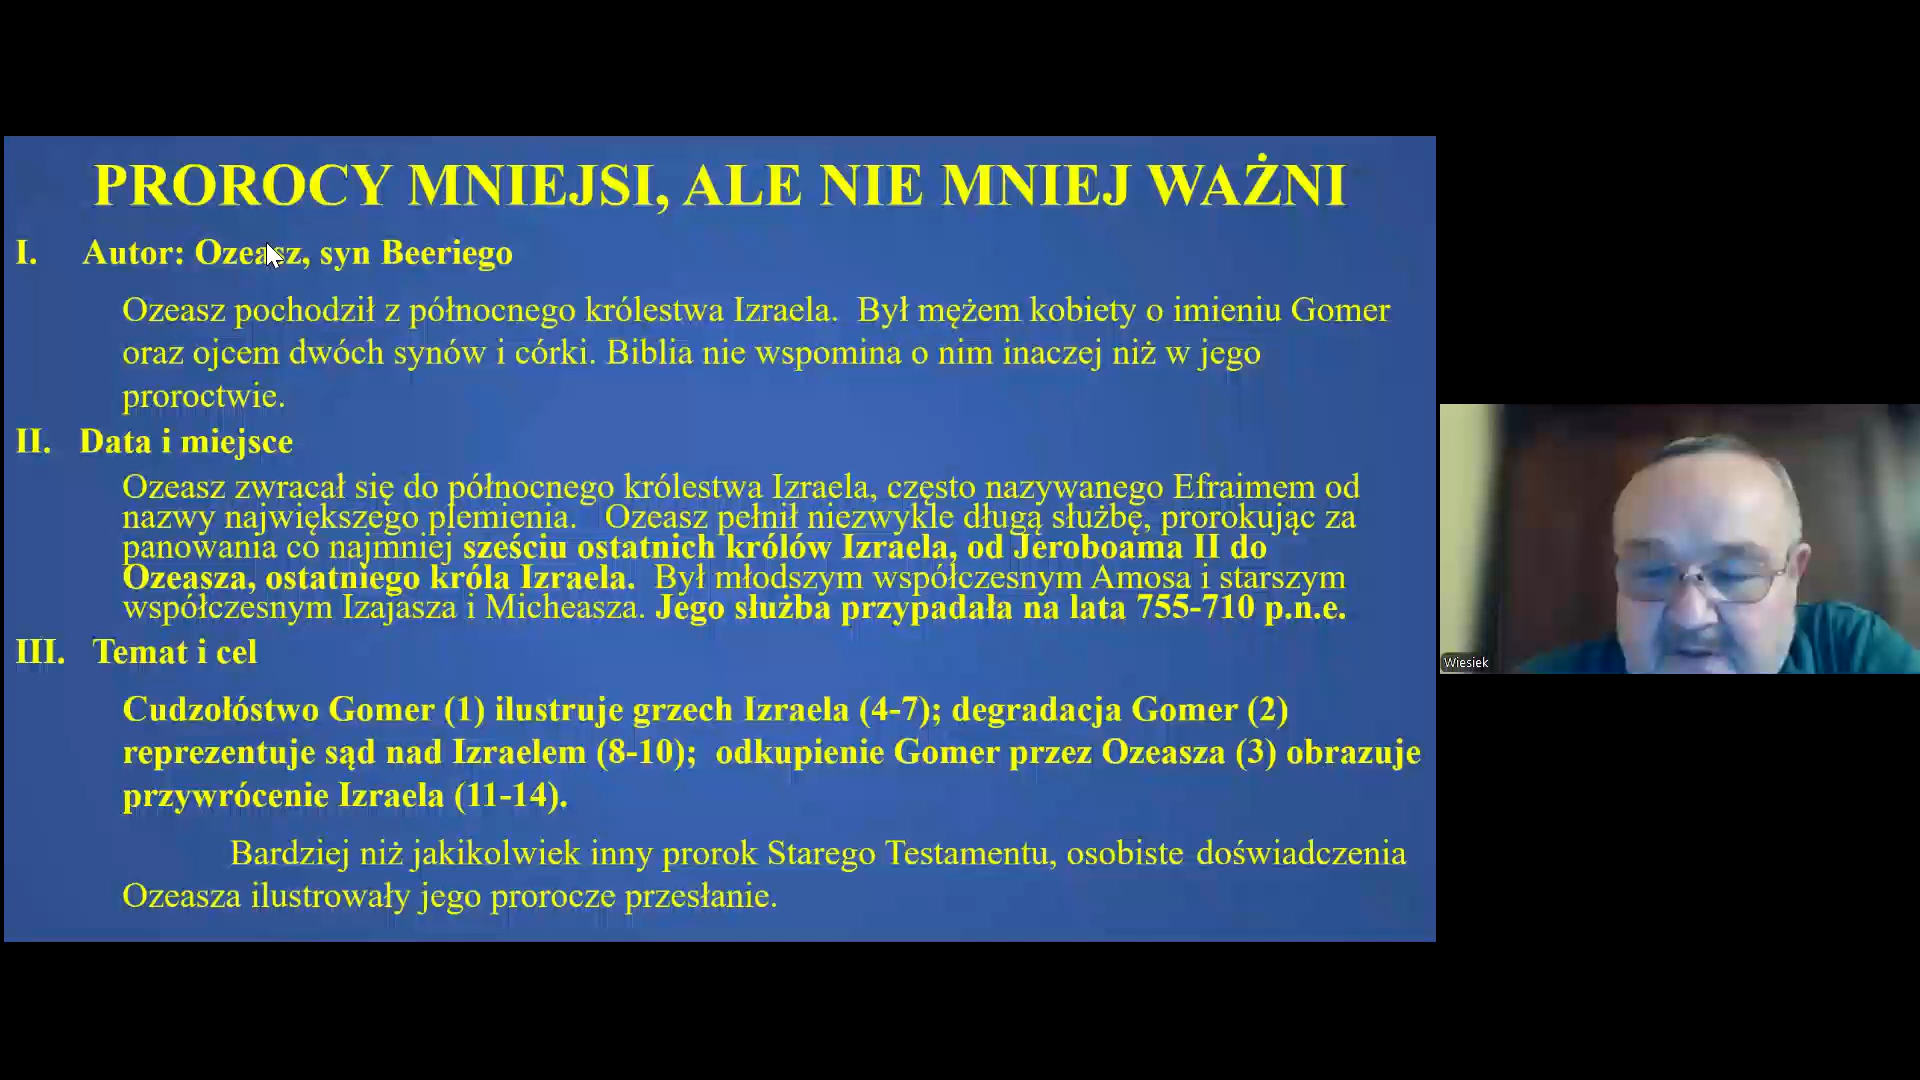 PROROCY MNIEJSI, ALE NIE MNIEJ WAŻNI
I. Autor: Ozeasz, syn Beeriego
Ozeasz pochodził z północnego królestwa Izraela. Był mężem kobiety o imieniu Gomer
oraz ojcem dwóch synów i córki. Biblia nie wspomina o nim inaczej niż w jego
proroctwie.
II. Data i miejsce
Ozeasz zwracał się do północnego królestwa Izraela, często nazywanego Efraimem od
nazwy największego plemienia. Ozeasz pełnił niezwykle długą służbę, prorokując za
panowania co najmniej sześciu ostatnich królów Izraela, od Jeroboama II do
Ozeasza, ostatniego króla Izraela. Był młodszym współczesnym Amosa i starszym
współczesnym Izajasza i Micheasza. Jego służba przypadała na lata 755-710 p.n.e.
III. Temat i cel
Cudzołóstwo Gomer (1) ilustruje grzech Izraela (4-7); degradacja Gomer (2)
reprezentuje sąd nad Izraelem (8-10); odkupienie Gomer przez Ozeasza (3) obrazuje
przywrócenie Izraela (11-14).
Bardziej niż jakikolwiek inny prorok Starego Testamentu, osobiste doświadczenia
Ozeasza ilustrowały jego prorocze przesłanie.
Wiesiek